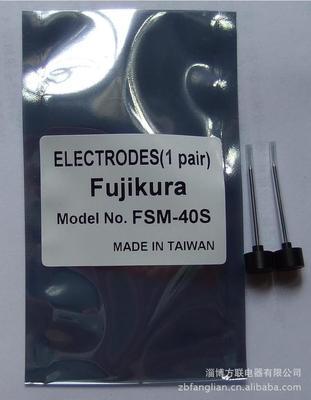 ELECTRODES(1 pair)
Fujikura
Model No. FSM-40S
MADE IN TAIWAN
淄博方联电器有限公司
zbfanglian.cn.alibaba.com